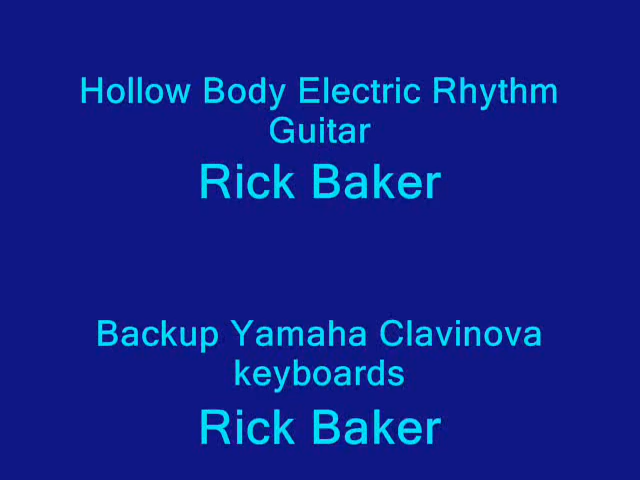 Hollow Body Electric Rhythm
Guitar
Rick Baker
Backup Yamaha Clavinova
keyboards
Rick Baker